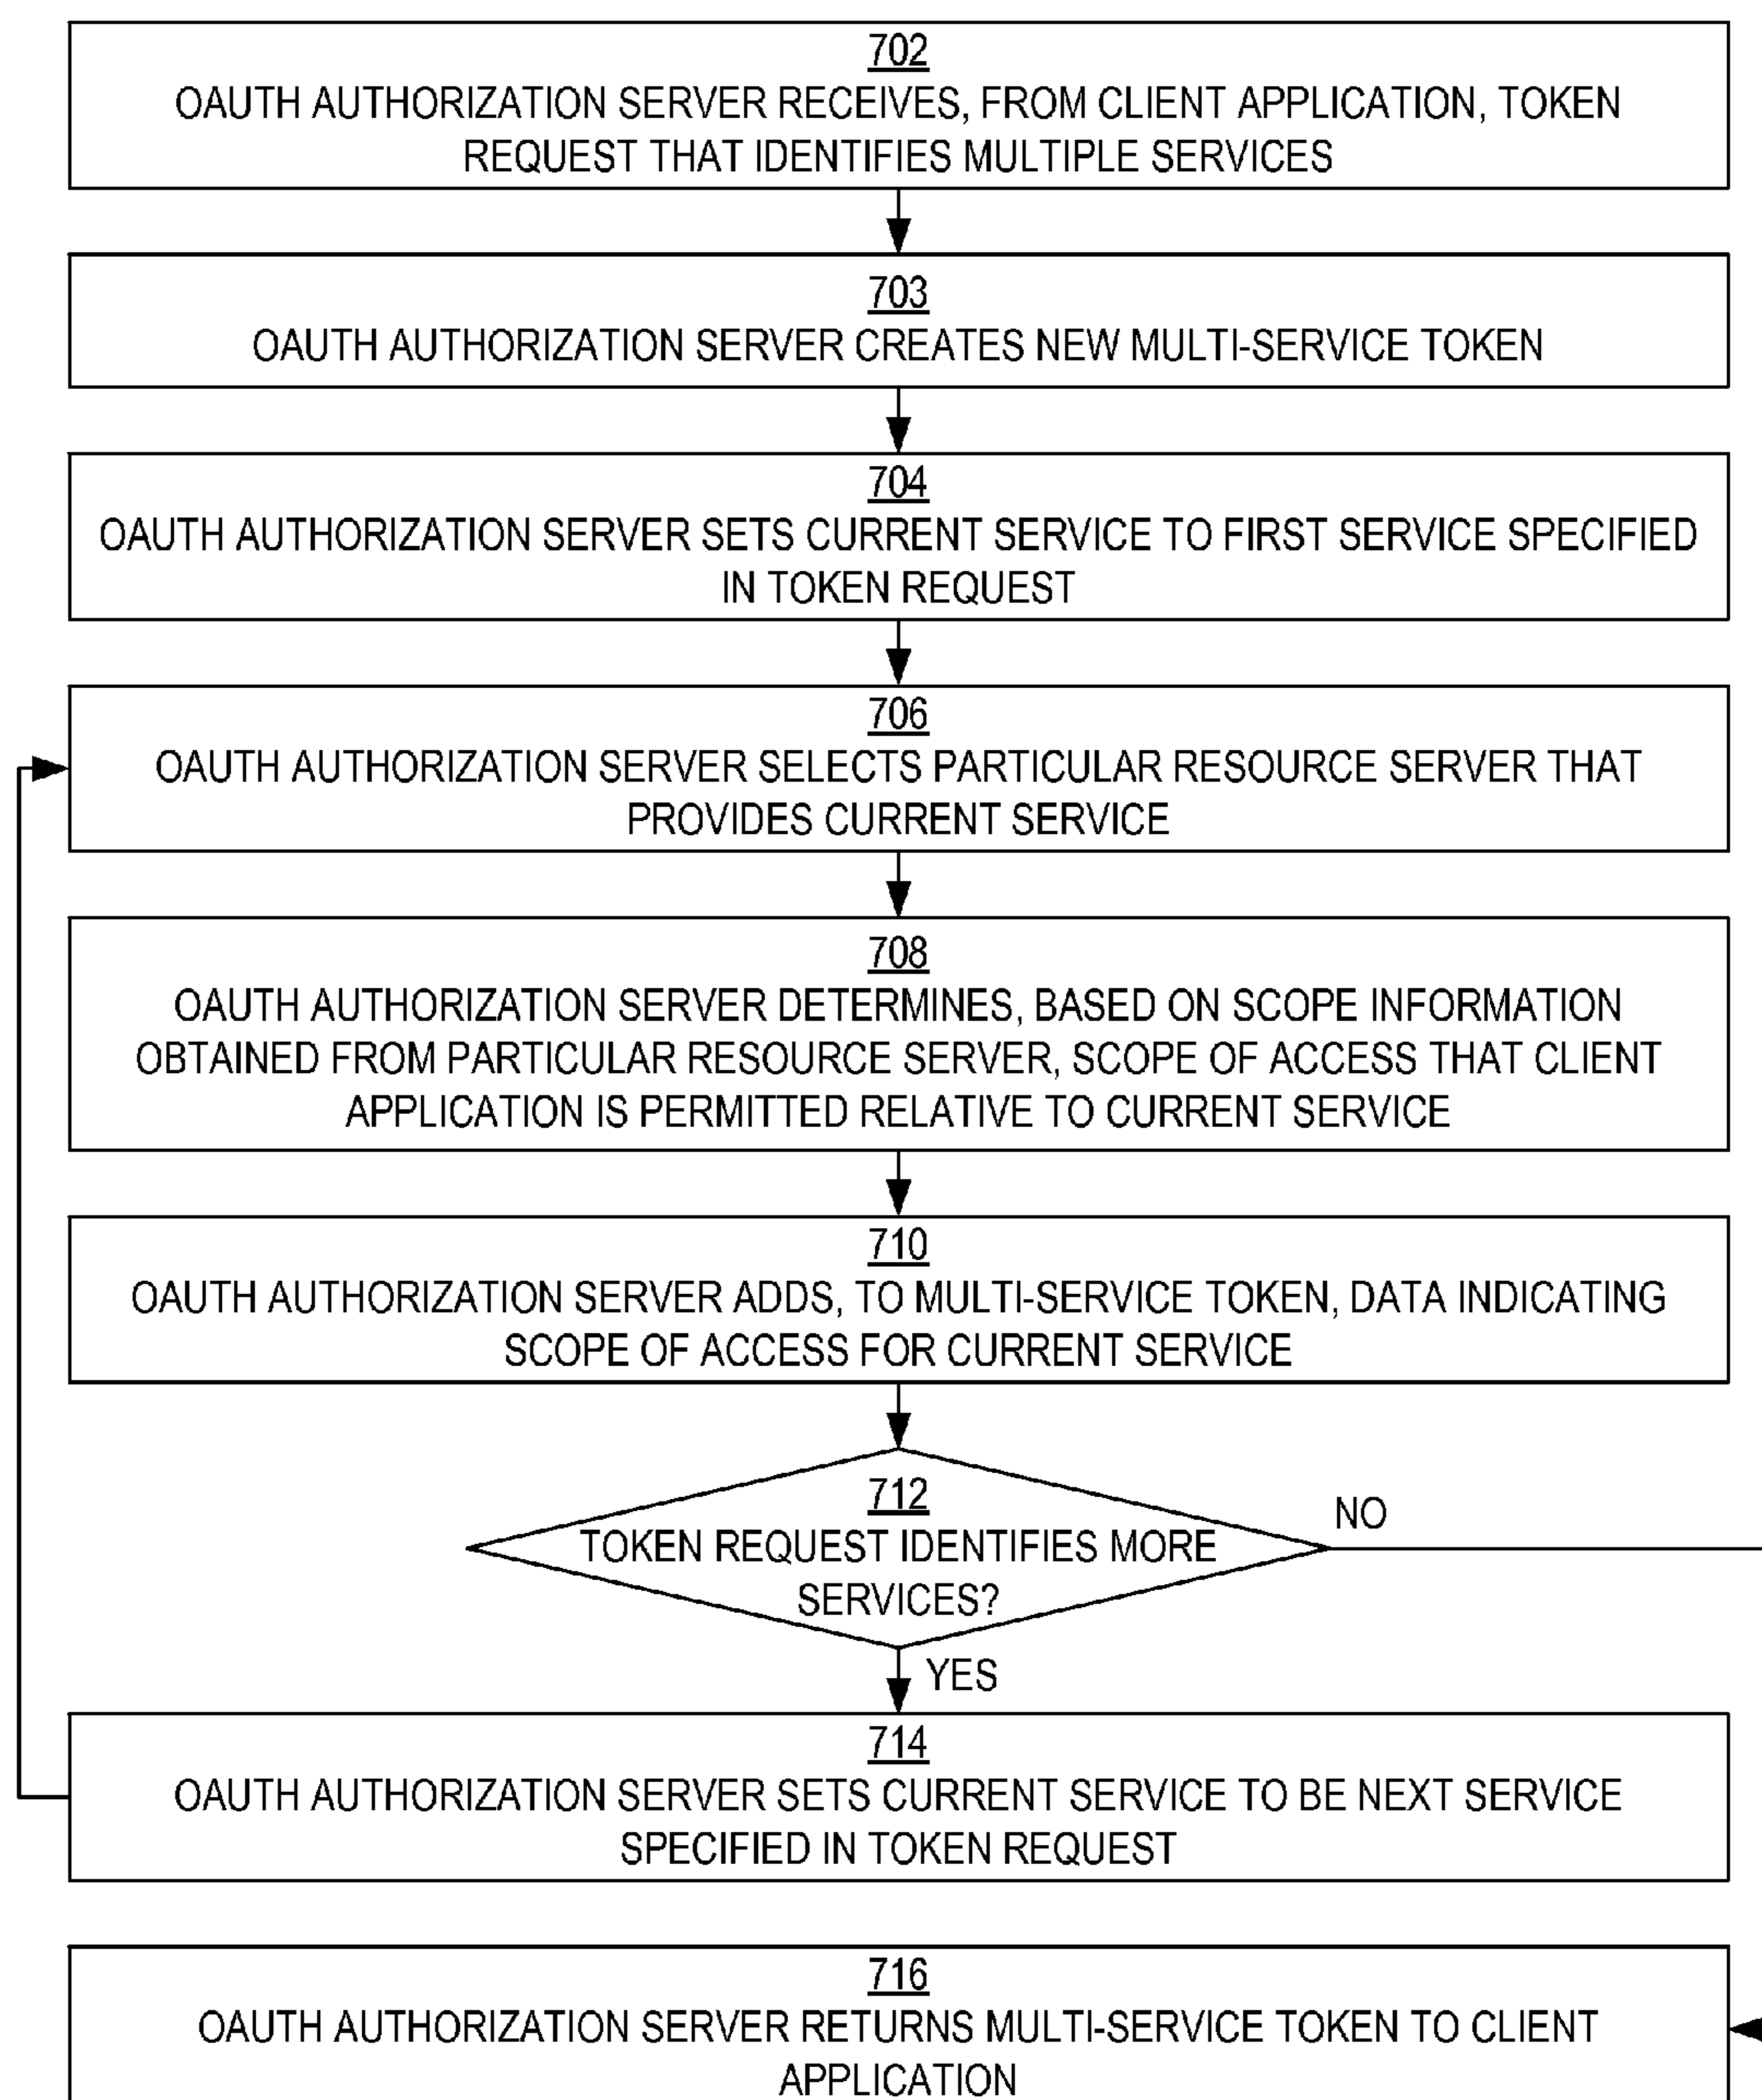 702
OAUTH AUTHORIZATION SERVER RECEIVES, FROM CLIENT APPLICATION, TOKEN
REQUEST THAT IDENTIFIES MULTIPLE SERVICES
703
OAUTH AUTHORIZATION SERVER CREATES NEW MULTI-SERVICE TOKEN
704
OAUTH AUTHORIZATION SERVER SETS CURRENT SERVICE TO FIRST SERVICE SPECIFIED
IN TOKEN REQUEST
706
OAUTH AUTHORIZATION SERVER SELECTS PARTICULAR RESOURCE SERVER THAT
PROVIDES CURRENT SERVICE
708
OAUTH AUTHORIZATION SERVER DETERMINES, BASED ON SCOPE INFORMATION
OBTAINED FROM PARTICULAR RESOURCE SERVER, SCOPE OF ACCESS THAT CLIENT
APPLICATION IS PERMITTED RELATIVE TO CURRENT SERVICE
710
OAUTH AUTHORIZATION SERVER ADDS, TO MULTI-SERVICE TOKEN, DATA INDICATING
SCOPE OF ACCESS FOR CURRENT SERVICE
712
TOKEN REQUEST IDENTIFIES MORE
SERVICES?
NO
YES
714
OAUTH AUTHORIZATION SERVER SETS CURRENT SERVICE TO BE NEXT SERVICE
SPECIFIED IN TOKEN REQUEST
716
OAUTH AUTHORIZATION SERVER RETURNS MULTI-SERVICE TOKEN TO CLIENT
APPLICATION